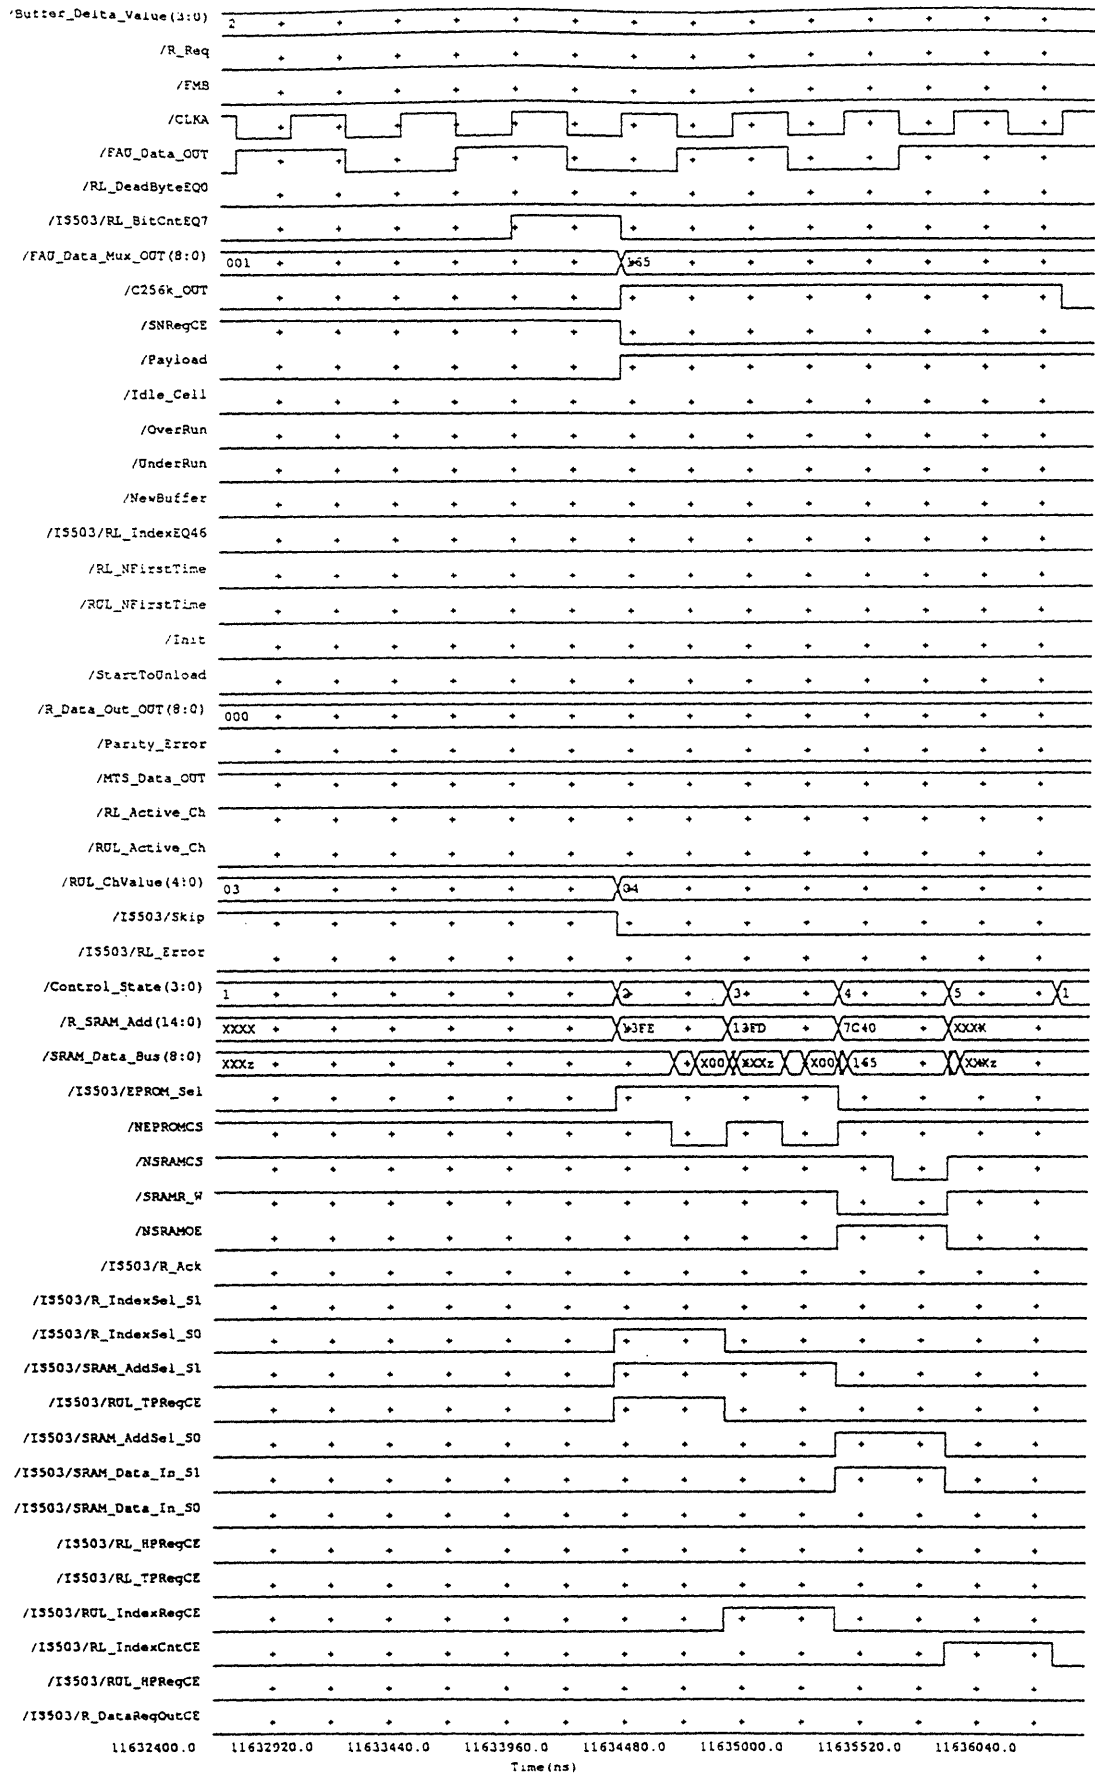 /Butter_Delta_Value(3:0) 2
/R_Req
/FMB
/CLKA
/FAU_Data_OUT
/RL_DeadByteEQ0
/I5503/RL_BitCntEQ7
/FAU_Data_Mux_OUT(8:0) 001 165
/C256k_OUT
/SNRegCE
/Payload
/Idle_Cell
/OverRun
/UnderRun
/NewBuffer
/I5503/RL_IndexEQ46
/RL_NFirstTime
/RUL_NFirstTime
/Init
/StartToUnload
/R_Data_Out_OUT(8:0) 000
/Parity_Error
/MTS_Data_OUT
/RL_Active_Ch
/RUL_Active_Ch
/RUL_ChValue(4:0) 03 04
/I5503/Skip
/I5503/RL_Error
/Control_State(3:0) 1 2 3 4 5 1
/R_SRAM_Add(14:0) XXXX 13FE 13FD 7C40 XXXX
/SRAM_Data_Bus(8:0) XXXz X00 XXXz X00 165 XXXz
/I5503/EPROM_Sel
/NEPROMCS
/NSRAMCS
/SRAMR_W
/NSRAMOE
/I5503/R_Ack
/I5503/R_IndexSel_S1
/I5503/R_IndexSel_S0
/I5503/SRAM_AddSel_S1
/I5503/RUL_TPRegCE
/I5503/SRAM_AddSel_S0
/I5503/SRAM_Data_In_S1
/I5503/SRAM_Data_In_S0
/I5503/RL_HPRegCE
/I5503/RL_TPRegCE
/I5503/RUL_IndexRegCE
/I5503/RL_IndexCntCE
/I5503/RUL_HPRegCE
/I5503/R_DataRegOutCE
11632400.0 11632920.0 11633440.0 11633960.0 11634480.0 11635000.0 11635520.0 11636040.0
Time(ns)